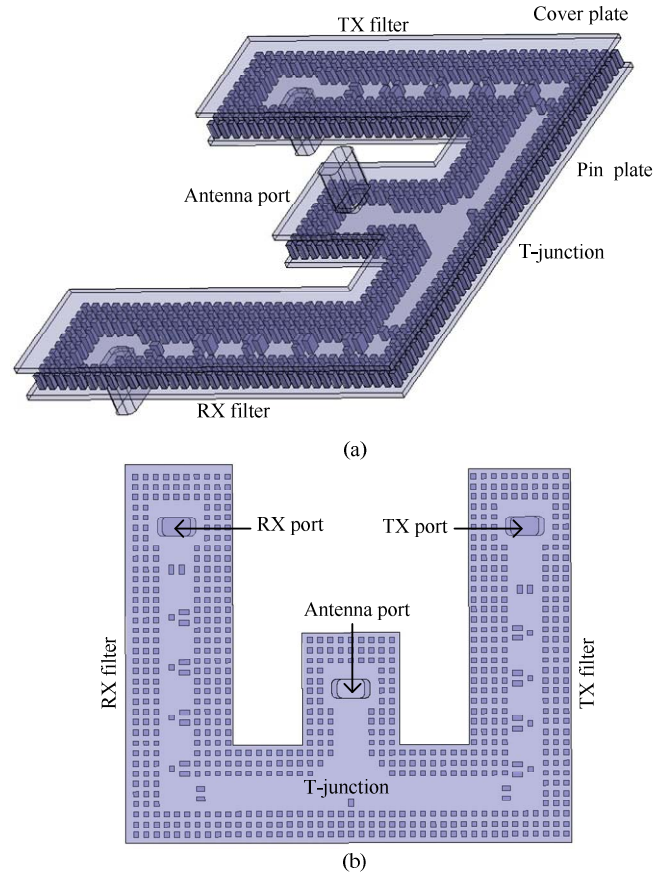 TX filter
Cover plate
Antenna port
Pin plate
T-junction
RX filter
(a)
RX port
TX port
Antenna port
RX filter
TX filter
T-junction
(b)